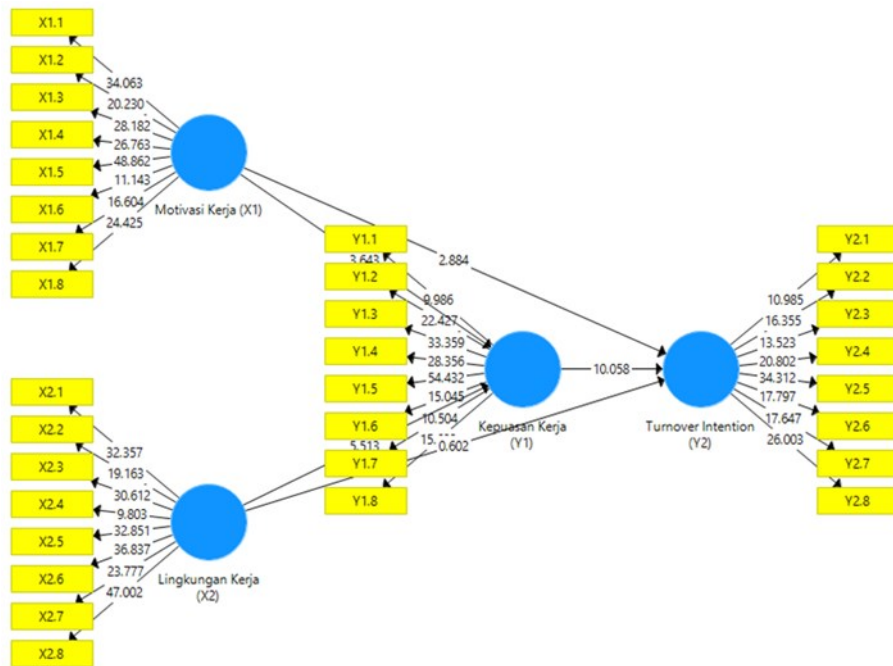 X1.1
X1.2
X1.3
X1.4
X1.5
X1.6
X1.7
X1.8
34.063
20.230
28.182
26.763
48.862
11.143
16.604
24.425
Motivasi Kerja (X1)
X2.1
X2.2
X2.3
X2.4
X2.5
X2.6
X2.7
X2.8
32.357
19.163
30.612
9.803
32.851
36.837
23.777
47.002
Lingkungan Kerja
(X2)
3.643
2.884
5.513
0.602
10.058
Y1.1
Y1.2
Y1.3
Y1.4
Y1.5
Y1.6
Y1.7
Y1.8
9.986
22.427
33.359
28.356
54.432
15.045
10.504
Kepuasan Kerja
(Y1)
Turnover Intention
(Y2)
10.985
16.355
13.523
20.802
34.312
17.797
17.647
26.003
Y2.1
Y2.2
Y2.3
Y2.4
Y2.5
Y2.6
Y2.7
Y2.8